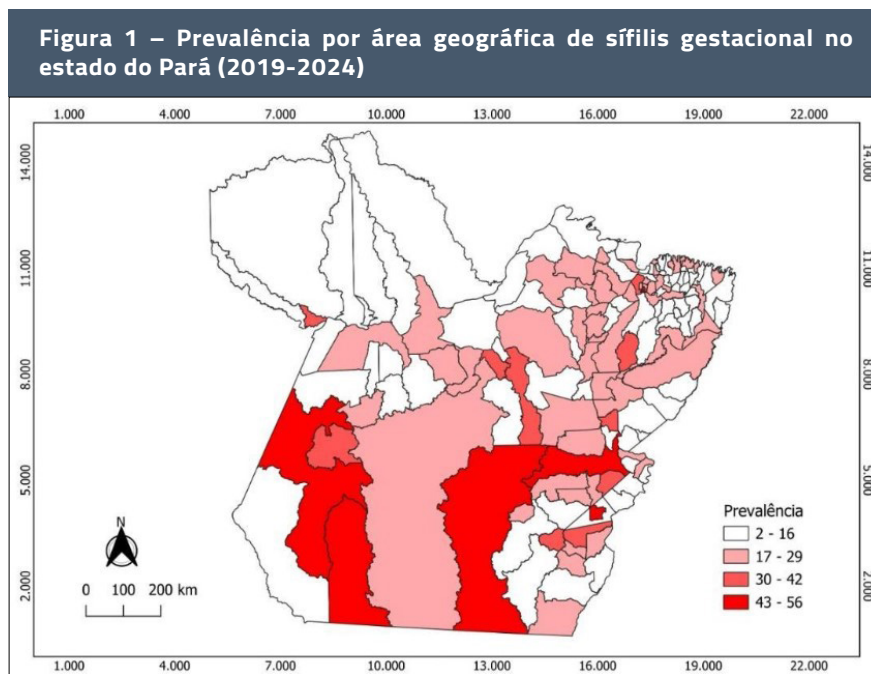 Figura 1 – Prevalência por área geográfica de sífilis gestacional no
estado do Pará (2019-2024)
1.000 4.000 7.000 10.000 13.000 16.000 19.000 22.000
14.000 14.000
11.000 11.000
8.000 8.000
5.000 5.000
2.000 2.000
N
0 100 200 km
Prevalência
2 - 16
17 - 29
30 - 42
43 - 56
1.000 4.000 7.000 10.000 13.000 16.000 19.000 22.000